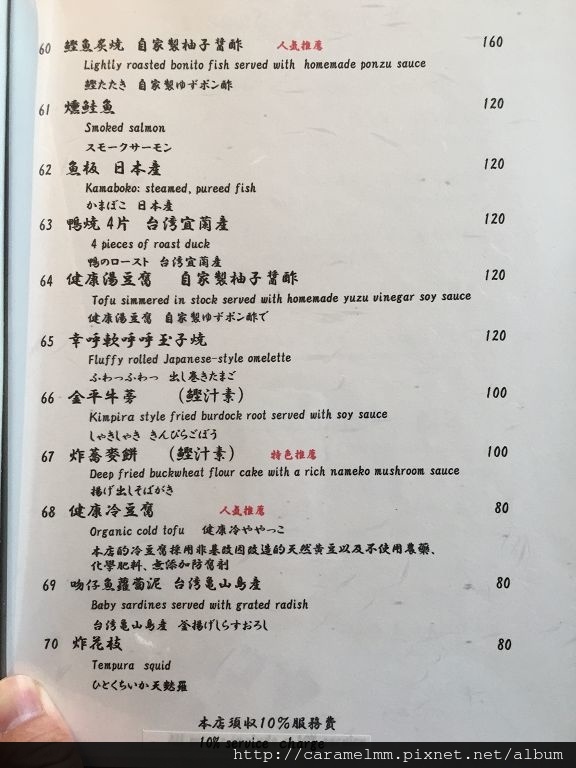 60 鰹魚炭燒 自家製柚子醬酢 人氣推薦 160
Lightly roasted bonito fish served with homemade ponzu sauce
鰹たたき 自家製ゆずポン酢
61 燻鮭魚 120
Smoked salmon
スモークサーモン
62 魚板 日本産 120
Kamaboko: steamed, pureed fish
かまぼこ 日本産
63 鴨燒 4片 台湾宜蘭産 120
4 pieces of roast duck
鴨のロースト 台湾宜蘭産
64 健康湯豆腐 自家製柚子醬酢 120
Tofu simmered in stock served with homemade yuzu vinegar soy sauce
健康湯豆腐 自家製ゆずポン酢で
65 幸呼軟呼呼玉子燒 120
Fluffy rolled Japanese-style omelette
ふわっふわっ 出し巻きたまご
66 金平牛蒡 (鰹汁素) 100
Kimpira style fried burdock root served with soy sauce
しゃきしゃき きんぴらごぼう
67 炸蕎麥餅 (鰹汁素) 特色推薦 100
Deep fried buckwheat flour cake with a rich nameko mushroom sauce
揚げ出しそばがき
68 健康冷豆腐 人氣推薦 80
Organic cold tofu 健康冷ややっこ
本店的冷豆腐採用非基改因改造的天然黄豆以及不使用農藥、
化學肥料、無添加防腐劑
69 吻仔魚蘿蔔泥 台湾亀山島産 80
Baby sardines served with grated radish
台湾亀山島産 釜揚げしらすおろし
70 炸花枝 80
Tempura squid
ひとくちいか天麩羅
本店須収10%服務費
10% service charge
http://caramelmm.pixnet.net/album